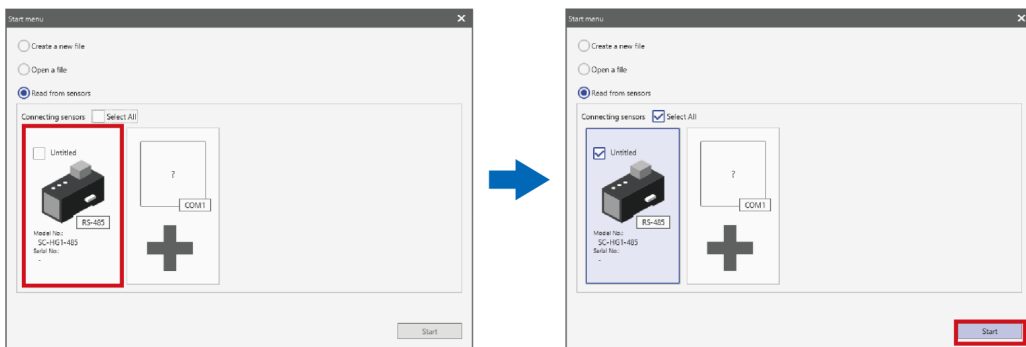 Start menu
Create a new file
Open a file
Read from sensors
Connecting sensors Select All
Untitled
?
COM1
RS-485
Model No.:
SC-HG1-485
Serial No.:
-
Start
Start menu
Create a new file
Open a file
Read from sensors
Connecting sensors Select All
Untitled
?
COM1
RS-485
Model No.:
SC-HG1-485
Serial No.:
-
Start